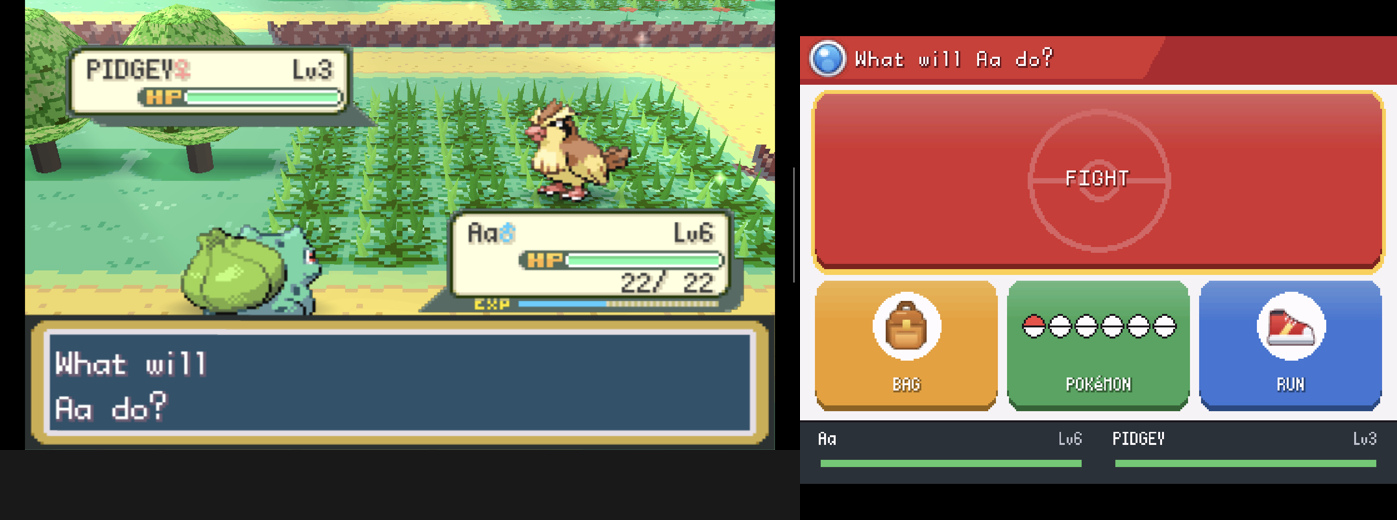 PIDGEY♀ Lv3
HP
Aa♂ Lv6
HP
22/ 22
EXP
What will
Aa do?
What will Aa do?
FIGHT
BAG
POKéMON
RUN
Aa Lv6
PIDGEY Lv3